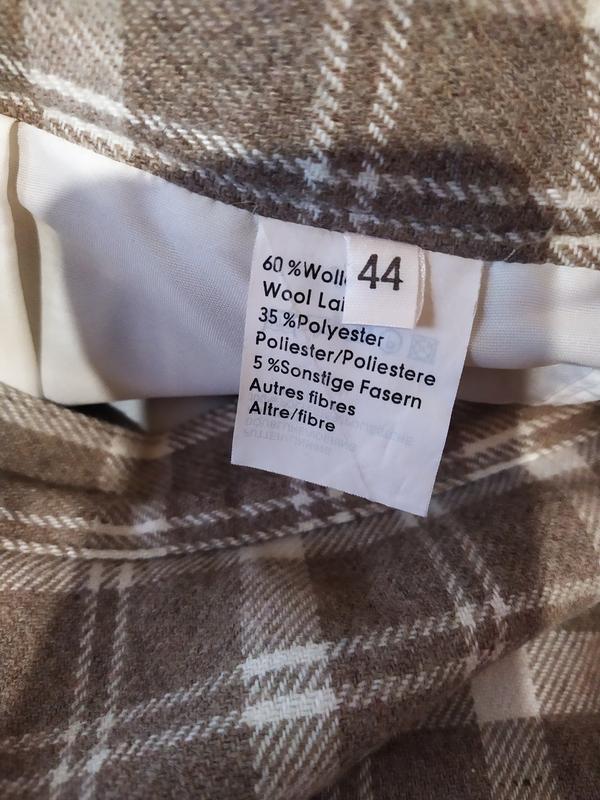 44
60 %Woll
Wool Lai
35 %Polyester
Poliester/Poliestere
5 %Sonstige Fasern
Autres fibres
Altre/fibre